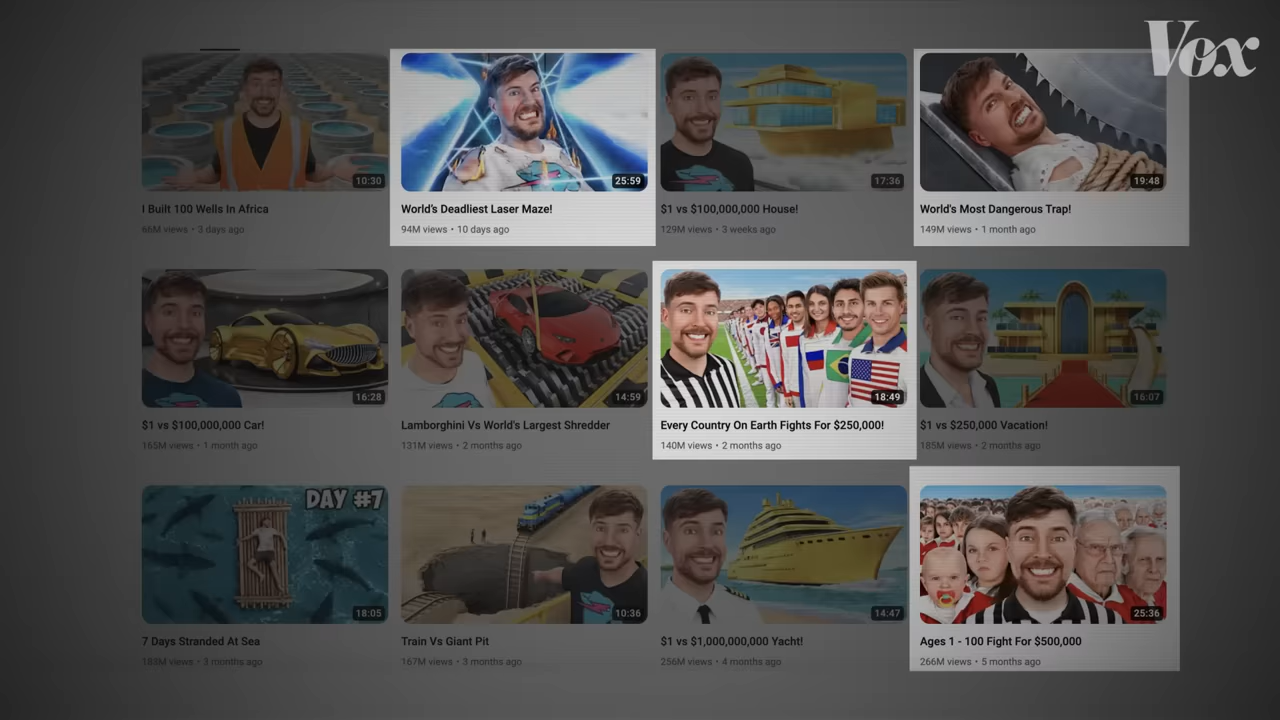 Vox
10:30
25:59
17:36
19:48
I Built 100 Wells In Africa
World's Deadliest Laser Maze!
$1 vs $100,000,000 House!
World's Most Dangerous Trap!
66M views • 3 days ago
94M views • 10 days ago
129M views • 3 weeks ago
149M views • 1 month ago
16:28
14:59
18:49
16:07
$1 vs $100,000,000 Car!
Lamborghini Vs World's Largest Shredder
Every Country On Earth Fights For $250,000!
$1 vs $250,000 Vacation!
165M views • 1 month ago
131M views • 2 months ago
140M views • 2 months ago
185M views • 2 months ago
DAY #7
18:05
10:36
14:47
25:36
7 Days Stranded At Sea
Train Vs Giant Pit
$1 vs $1,000,000,000 Yacht!
Ages 1 - 100 Fight For $500,000
183M views • 3 months ago
167M views • 3 months ago
256M views • 4 months ago
266M views • 5 months ago